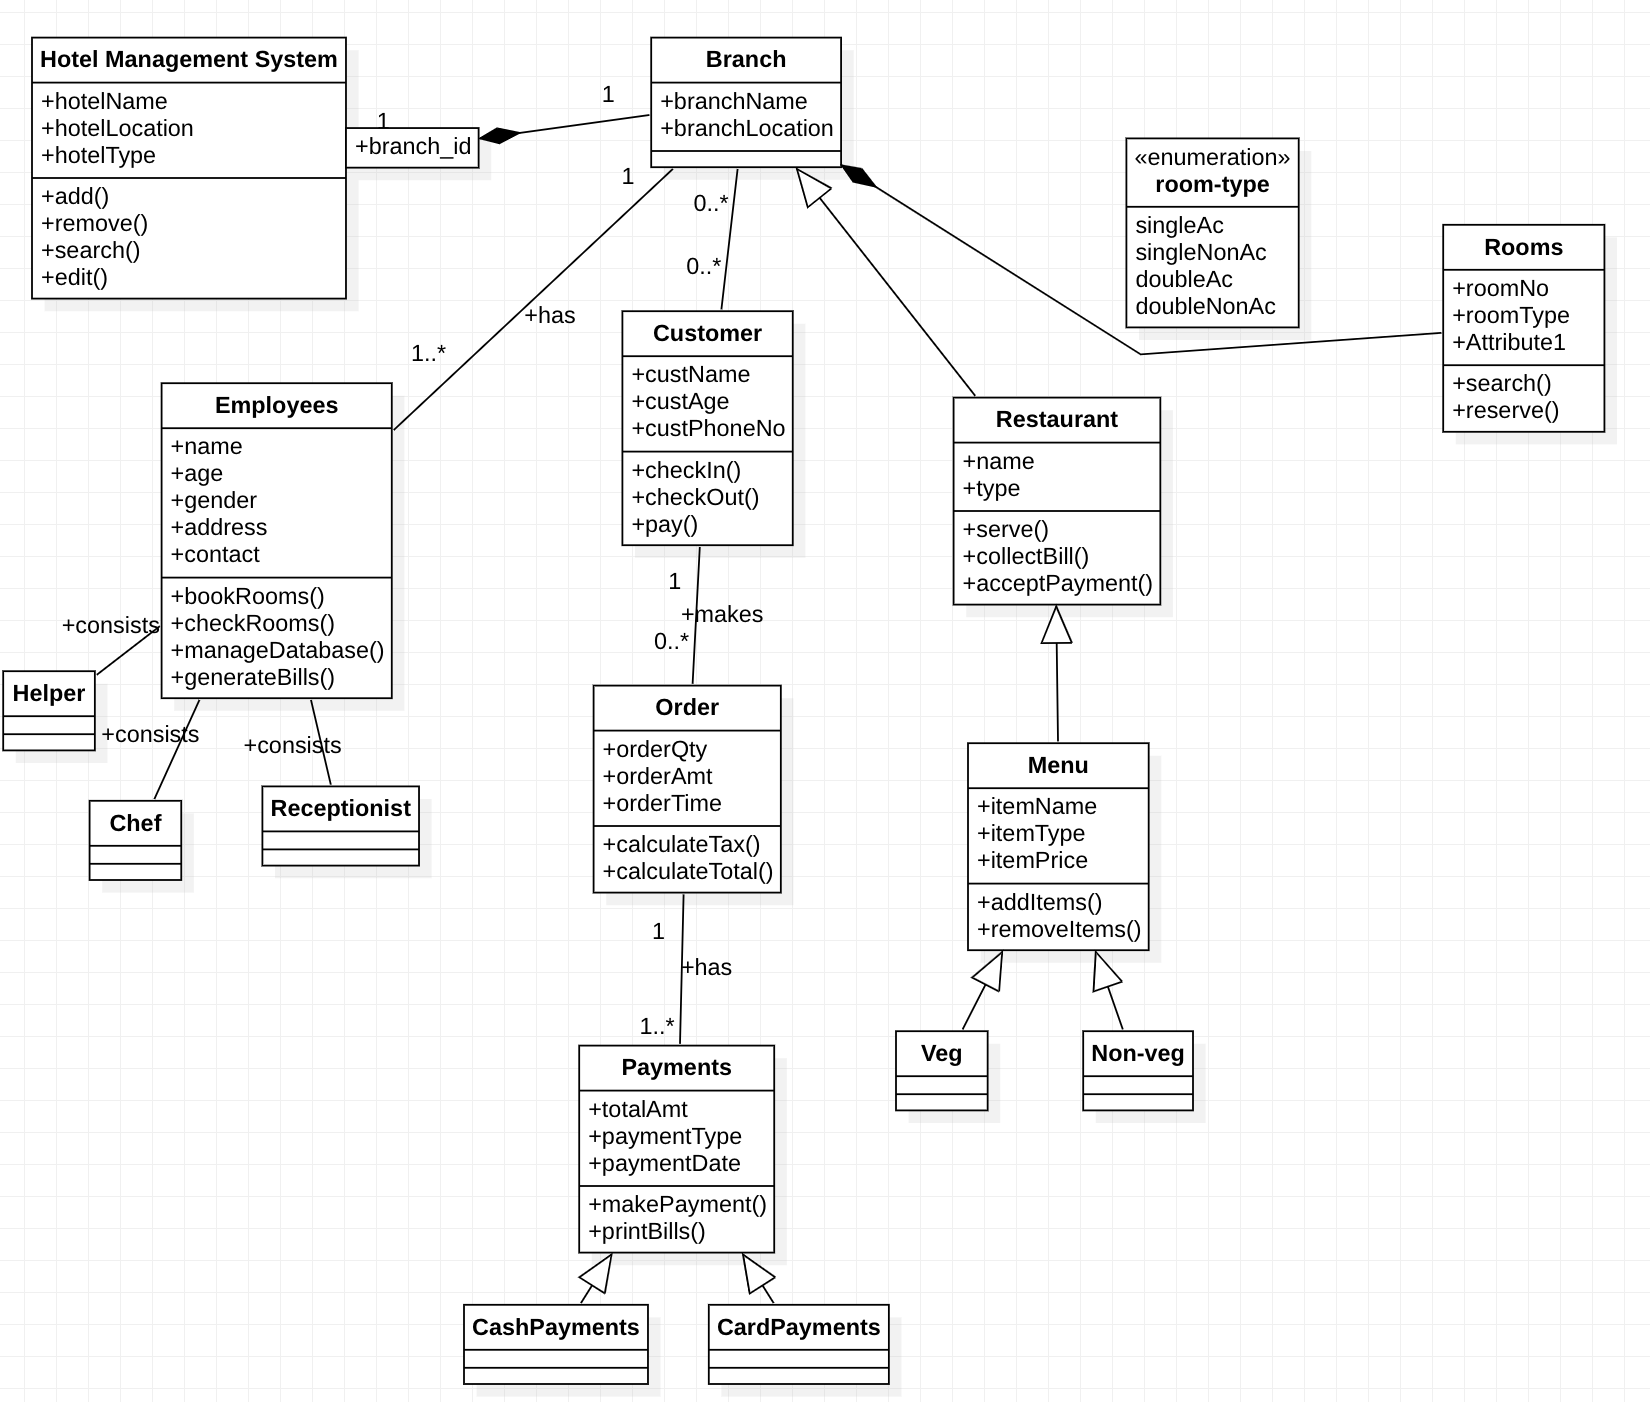 Hotel Management System
+hotelName
+hotelLocation
+hotelType
+add()
+remove()
+search()
+edit()
1
+branch_id
1
Branch
+branchName
+branchLocation
1
0..*
0..*
+has
1..*
«enumeration»
room-type
singleAc
singleNonAc
doubleAc
doubleNonAc
Rooms
+roomNo
+roomType
+Attribute1
+search()
+reserve()
Customer
+custName
+custAge
+custPhoneNo
+checkIn()
+checkOut()
+pay()
Employees
+name
+age
+gender
+address
+contact
+bookRooms()
+checkRooms()
+manageDatabase()
+generateBills()
Restaurant
+name
+type
+serve()
+collectBill()
+acceptPayment()
1
+makes
0..*
+consists
Helper
+consists
+consists
Chef
Receptionist
Order
+orderQty
+orderAmt
+orderTime
+calculateTax()
+calculateTotal()
Menu
+itemName
+itemType
+itemPrice
+addItems()
+removeItems()
1
+has
1..*
Veg
Non-veg
Payments
+totalAmt
+paymentType
+paymentDate
+makePayment()
+printBills()
CashPayments
CardPayments